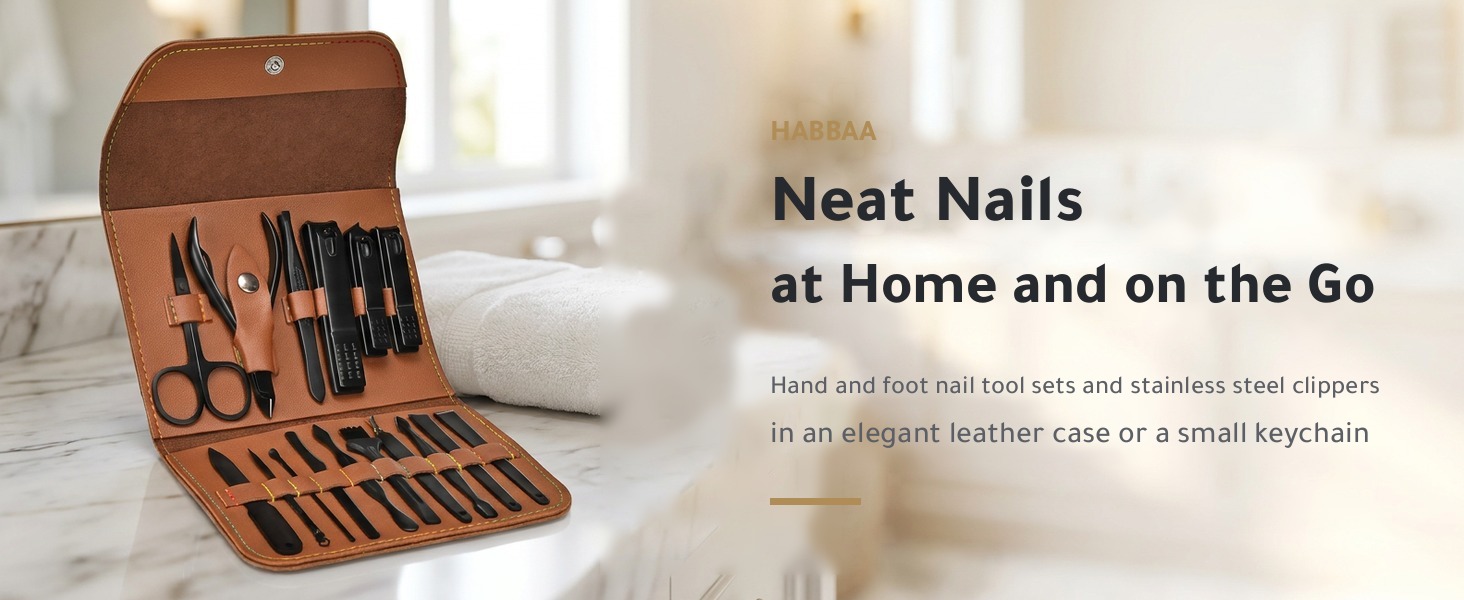 HABBAA
Neat Nails
at Home and on the Go
Hand and foot nail tool sets and stainless steel clippers
in an elegant leather case or a small keychain